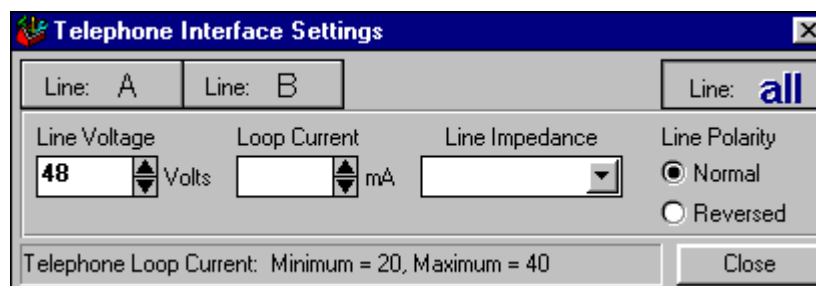 Telephone Interface Settings
Line: A Line: B Line: all
Line Voltage Loop Current Line Impedance Line Polarity
48 Volts mA Normal
Reversed
Telephone Loop Current: Minimum = 20, Maximum = 40 Close